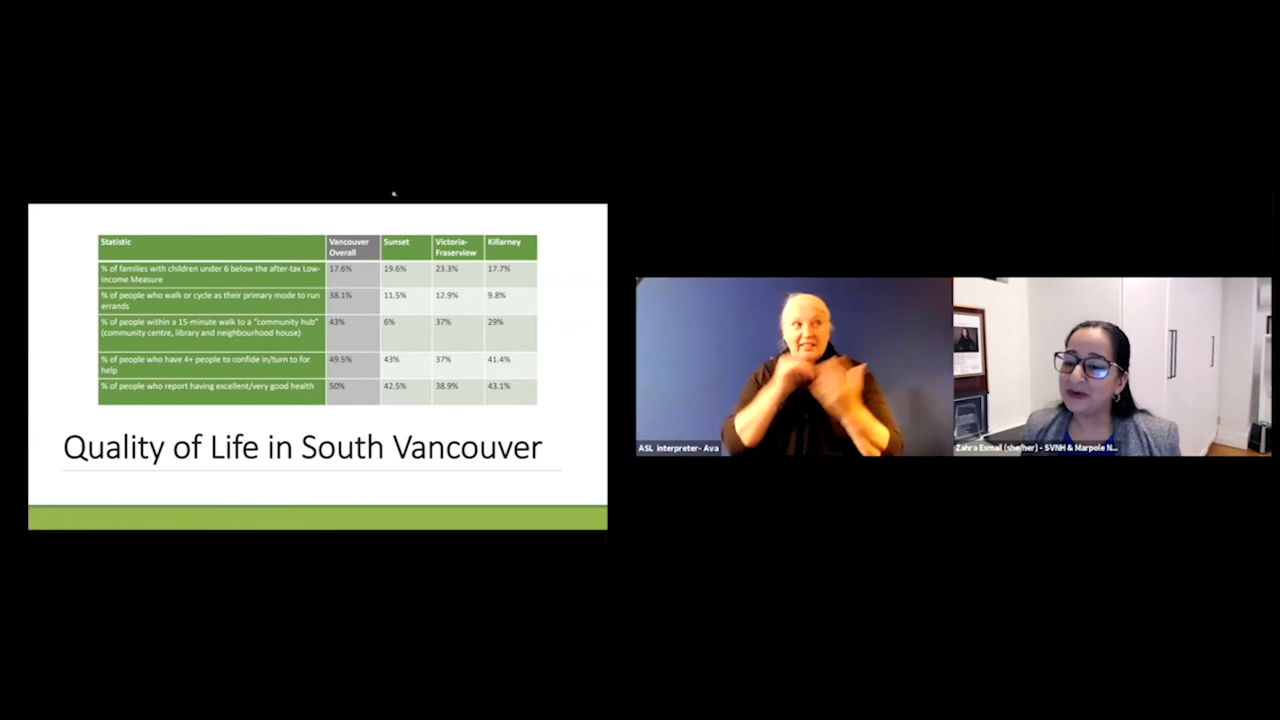 Statistic
Vancouver Overall
Sunset
Victoria-Fraserview
Killarney
% of families with children under 6 below the after-tax Low-
Income Measure
17.6%
19.6%
23.3%
17.7%
% of people who walk or cycle as their primary mode to run
errands
38.1%
11.5%
12.9%
9.8%
% of people within a 15-minute walk to a "community hub"
(community centre, library and neighbourhood house)
43%
6%
37%
29%
% of people who have 4+ people to confide in/turn to for
help
49.5%
43%
37%
41.4%
% of people who report having excellent/very good health
50%
42.5%
38.9%
43.1%
Quality of Life in South Vancouver
ASL interpreter- Ava
Zahra Esmail (she/her) - SVNH & Marpole N...